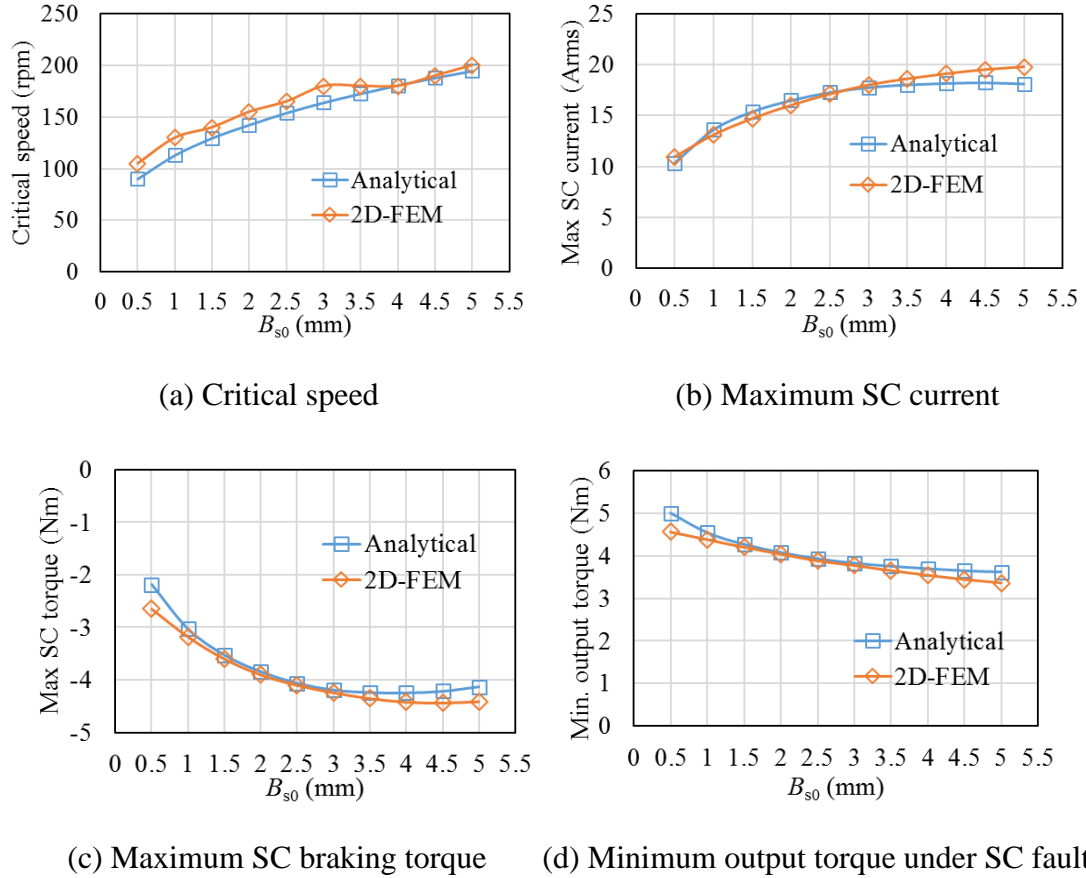 Critical speed (rpm)
250
200
150
100
50
0
Analytical
2D-FEM
0 0.5 1 1.5 2 2.5 3 3.5 4 4.5 5 5.5
Bs0 (mm)
(a) Critical speed
Max SC current (Arms)
25
20
15
10
5
0
Analytical
2D-FEM
0 0.5 1 1.5 2 2.5 3 3.5 4 4.5 5 5.5
Bs0 (mm)
(b) Maximum SC current
Max SC torque (Nm)
0
-1
-2
-3
-4
-5
Analytical
2D-FEM
0 0.5 1 1.5 2 2.5 3 3.5 4 4.5 5 5.5
Bs0 (mm)
(c) Maximum SC braking torque
Min. output torque (Nm)
6
5
4
3
2
1
0
Analytical
2D-FEM
0 0.5 1 1.5 2 2.5 3 3.5 4 4.5 5 5.5
Bs0 (mm)
(d) Minimum output torque under SC fault